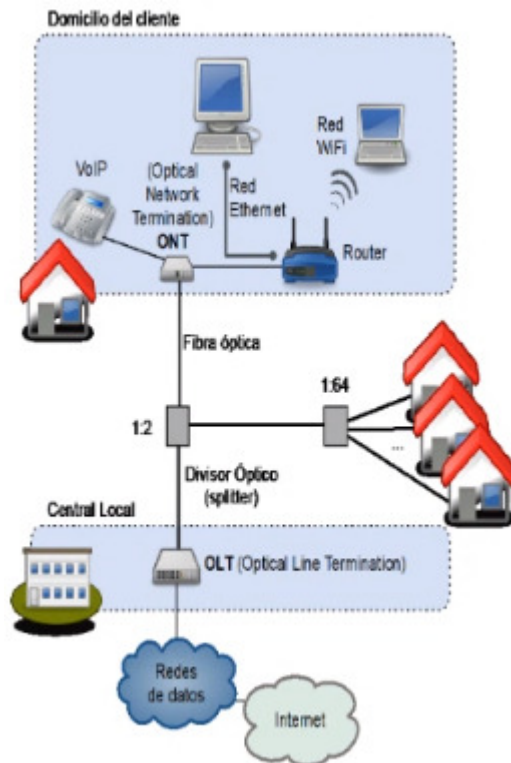 Domicilio del cliente
Red
WiFi
VoIP
(Optical
Network
Termination)
ONT
Red
Ethernet
Router
Fibra óptica
1:64
1:2
...
Divisor Óptico
(splitter)
Central Local
OLT (Optical Line Termination)
Redes
de datos
Internet